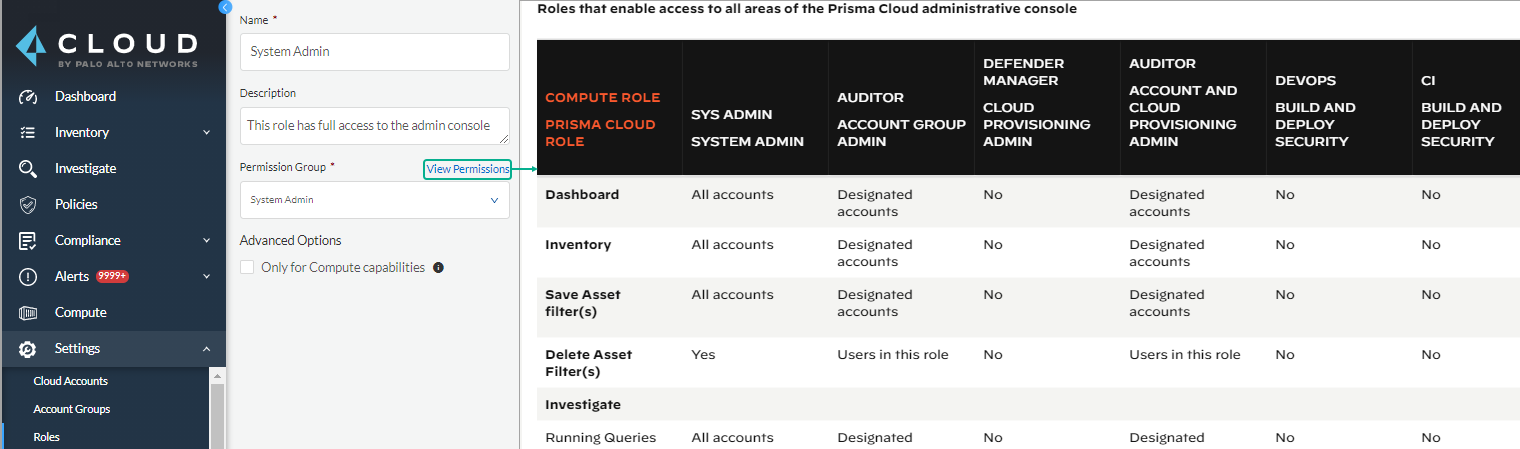 CLOUD
BY PALO ALTO NETWORKS
Dashboard
Inventory
Investigate
Policies
Compliance
Alerts 9999+
Compute
Settings
Cloud Accounts
Account Groups
Roles
Name *
System Admin
Description
This role has full access to the admin console
Permission Group *
View Permissions
System Admin
Advanced Options
Only for Compute capabilities
Roles that enable access to all areas of the Prisma Cloud administrative console
COMPUTE ROLE
PRISMA CLOUD
ROLE
SYS ADMIN
SYSTEM ADMIN
AUDITOR
ACCOUNT GROUP
ADMIN
DEFENDER
MANAGER
CLOUD
PROVISIONING
ADMIN
AUDITOR
ACCOUNT AND
CLOUD
PROVISIONING
ADMIN
DEVOPS
BUILD AND
DEPLOY
SECURITY
CI
BUILD AND
DEPLOY
SECURITY
Dashboard
All accounts
Designated
accounts
No
Designated
accounts
No
No
Inventory
All accounts
Designated
accounts
No
Designated
accounts
No
No
Save Asset
filter(s)
All accounts
Designated
accounts
No
Designated
accounts
No
No
Delete Asset
Filter(s)
Yes
Users in this role
No
Users in this role
No
No
Investigate
Running Queries
All accounts
Designated
No
Designated
No
No